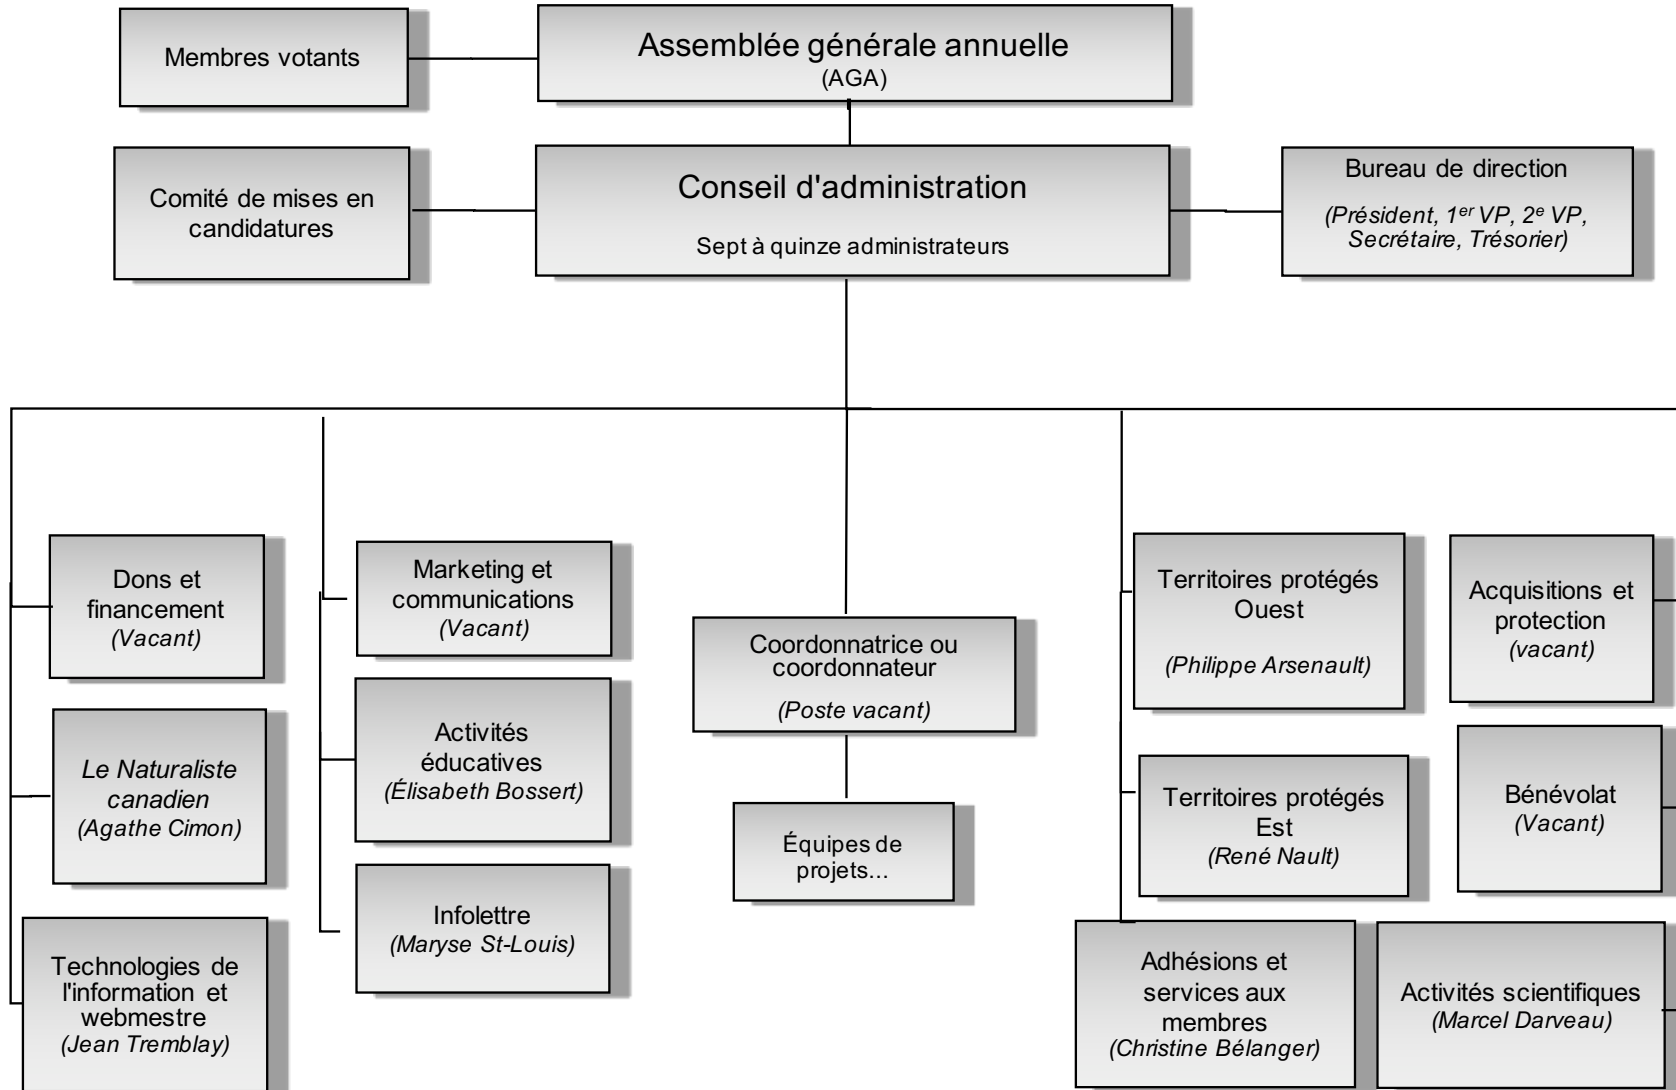 Membres votants
Assemblée générale annuelle
(AGA)
Comité de mises en
candidatures
Conseil d'administration
Sept à quinze administrateurs
Bureau de direction
(Président, 1er VP, 2e VP,
Secrétaire, Trésorier)
Dons et
financement
(Vacant)
Le Naturaliste
canadien
(Agathe Cimon)
Technologies de
l'information et
webmestre
(Jean Tremblay)
Marketing et
communications
(Vacant)
Activités
éducatives
(Élisabeth Bossert)
Infolettre
(Maryse St-Louis)
Coordonnatrice ou
coordonnateur
(Poste vacant)
Équipes de
projets...
Territoires protégés
Ouest
(Philippe Arsenault)
Territoires protégés
Est
(René Nault)
Adhésions et
services aux
membres
(Christine Bélanger)
Acquisitions et
protection
(vacant)
Bénévolat
(Vacant)
Activités scientifiques
(Marcel Darveau)